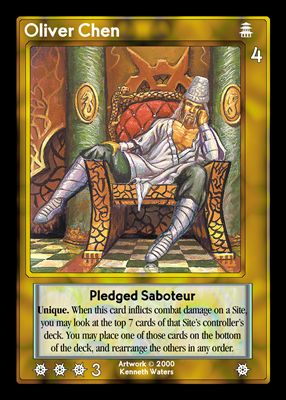 Oliver Chen
4
Pledged Saboteur
Unique. When this card inflicts combat damage on a Site,
you may look at the top 7 cards of that Site's controller's
deck. You may place one of those cards on the bottom
of the deck, and rearrange the others in any order.
3
Artwork © 2000
Kenneth Waters